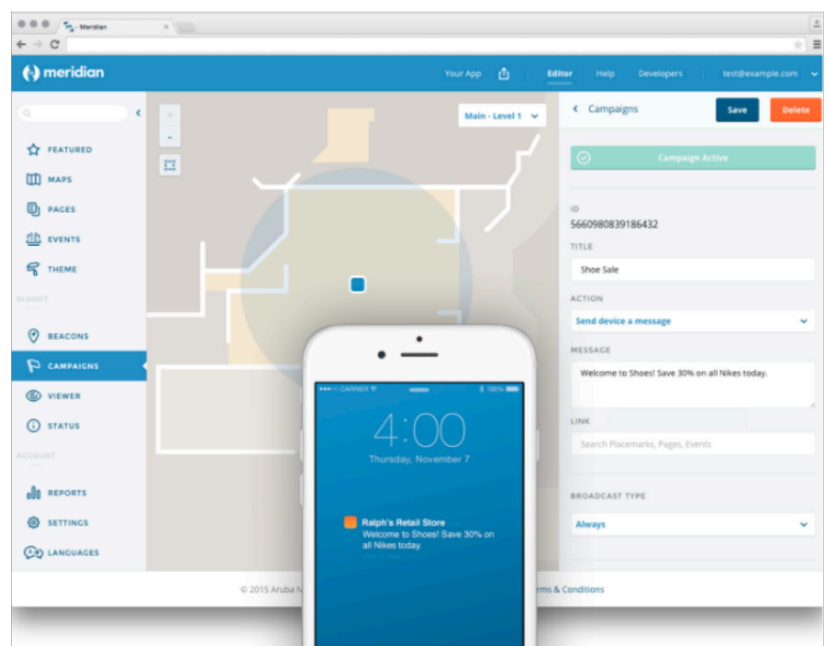 Meridian
meridian
Your App
Editor
Help
Developers
test@example.com
FEATURED
MAPS
PAGES
EVENTS
THEME
BLUDOT
BEACONS
CAMPAIGNS
VIEWER
STATUS
ACCOUNT
REPORTS
SETTINGS
LANGUAGES
+
-
Main - Level 1
Campaigns
Save
Delete
Campaign Active
ID
5660980839186432
TITLE
Shoe Sale
ACTION
Send device a message
MESSAGE
Welcome to Shoes! Save 30% on all Nikes today.
LINK
Search Placemarks, Pages, Events
BROADCAST TYPE
Always
CARRIER
100%
4:00
Thursday, November 7
Ralph's Retail Store
Welcome to Shoes! Save 30% on
all Nikes today.
© 2015 Aruba N
rms & Conditions